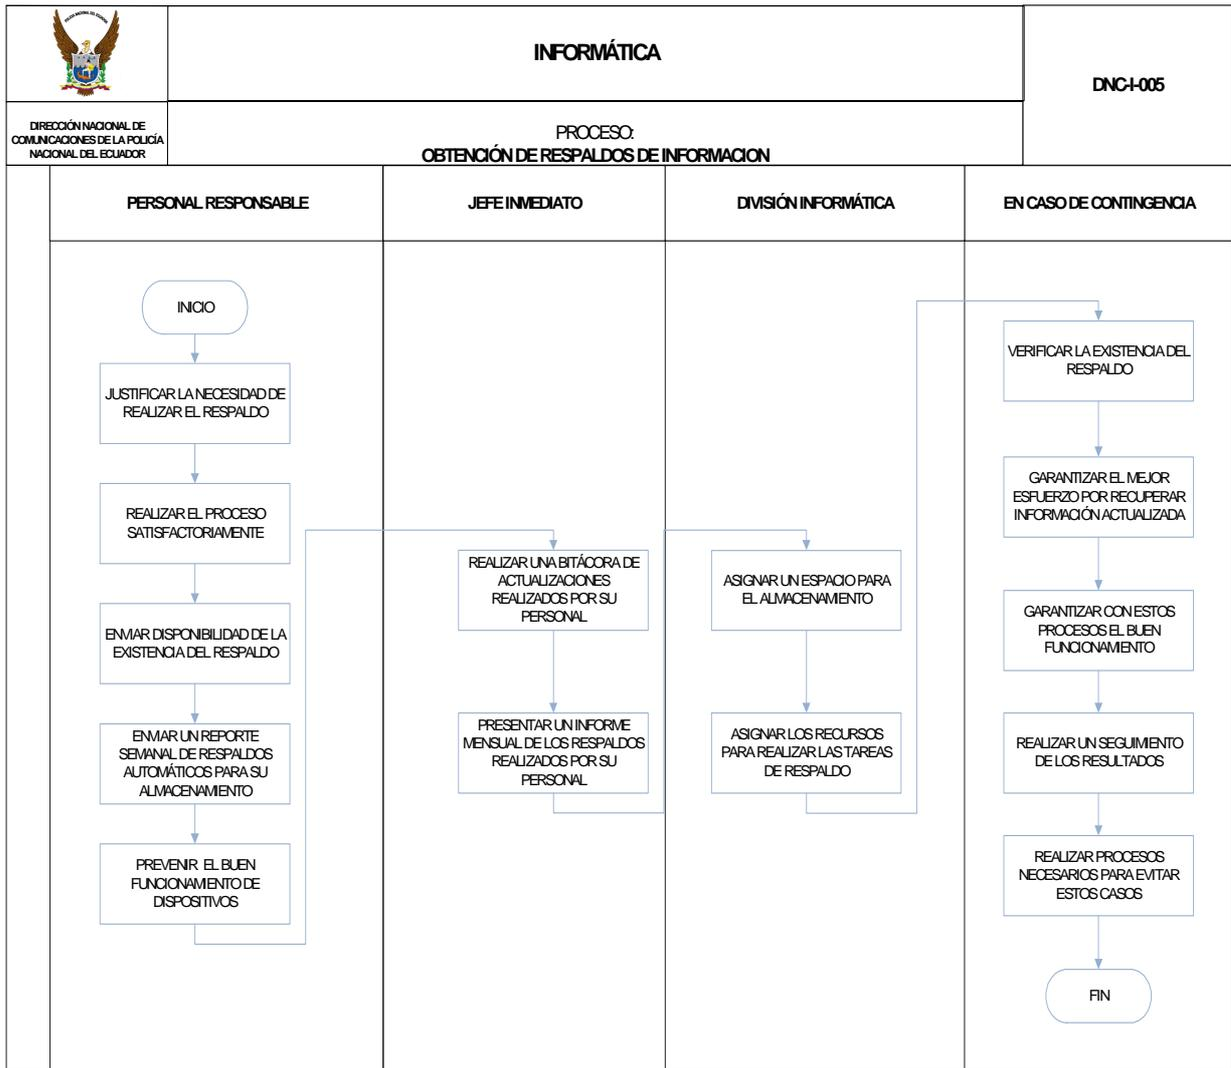 POLICÍA NACIONAL DEL ECUADOR
INFORMÁTICA
DNC-I-005
DIRECCIÓN NACIONAL DE
COMUNICACIONES DE LA POLICÍA
NACIONAL DEL ECUADOR
PROCESO:
OBTENCIÓN DE RESPALDOS DE INFORMACION
PERSONAL RESPONSABLE
JEFE INMEDIATO
DIVISIÓN INFORMÁTICA
EN CASO DE CONTINGENCIA
INICIO
JUSTIFICAR LA NECESIDAD DE
REALIZAR EL RESPALDO
REALIZAR EL PROCESO
SATISFACTORIAMENTE
ENVIAR DISPONIBILIDAD DE LA
EXISTENCIA DEL RESPALDO
ENVIAR UN REPORTE
SEMANAL DE RESPALDOS
AUTOMÁTICOS PARA SU
ALMACENAMIENTO
PREVENIR EL BUEN
FUNCIONAMIENTO DE
DISPOSITIVOS
REALIZAR UNA BITÁCORA DE
ACTUALIZACIONES
REALIZADOS POR SU
PERSONAL
PRESENTAR UN INFORME
MENSUAL DE LOS RESPALDOS
REALIZADOS POR SU
PERSONAL
ASIGNAR UN ESPACIO PARA
EL ALMACENAMIENTO
ASIGNAR LOS RECURSOS
PARA REALIZAR LAS TAREAS
DE RESPALDO
VERIFICAR LA EXISTENCIA DEL
RESPALDO
GARANTIZAR EL MEJOR
ESFUERZO POR RECUPERAR
INFORMACIÓN ACTUALIZADA
GARANTIZAR CON ESTOS
PROCESOS EL BUEN
FUNCIONAMIENTO
REALIZAR UN SEGUIMIENTO
DE LOS RESULTADOS
REALIZAR PROCESOS
NECESARIOS PARA EVITAR
ESTOS CASOS
FIN